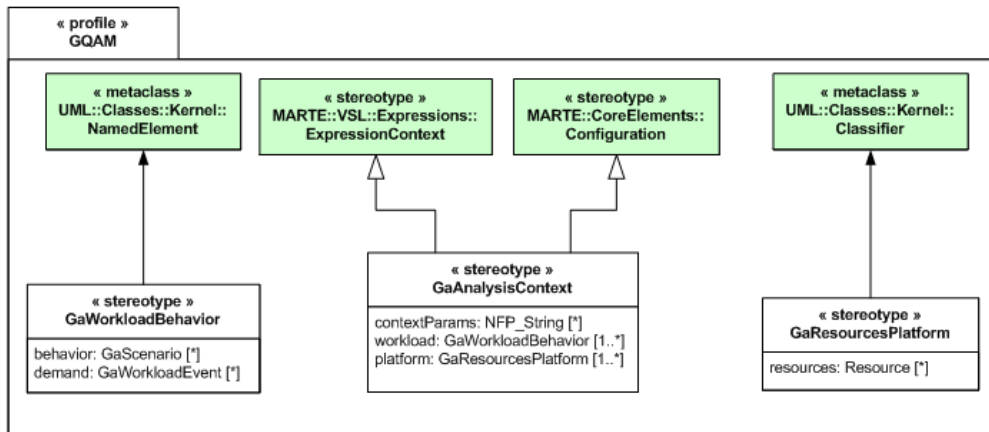 « profile »
GQAM
« metaclass »
UML::Classes::Kernel::
NamedElement
« stereotype »
MARTE::VSL::Expressions::
ExpressionContext
« stereotype »
MARTE::CoreElements::
Configuration
« metaclass »
UML::Classes::Kernel::
Classifier
« stereotype »
GaWorkloadBehavior
behavior: GaScenario [*]
demand: GaWorkloadEvent [*]
« stereotype »
GaAnalysisContext
contextParams: NFP_String [*]
workload: GaWorkloadBehavior [1..*]
platform: GaResourcesPlatform [1..*]
« stereotype »
GaResourcesPlatform
resources: Resource [*]